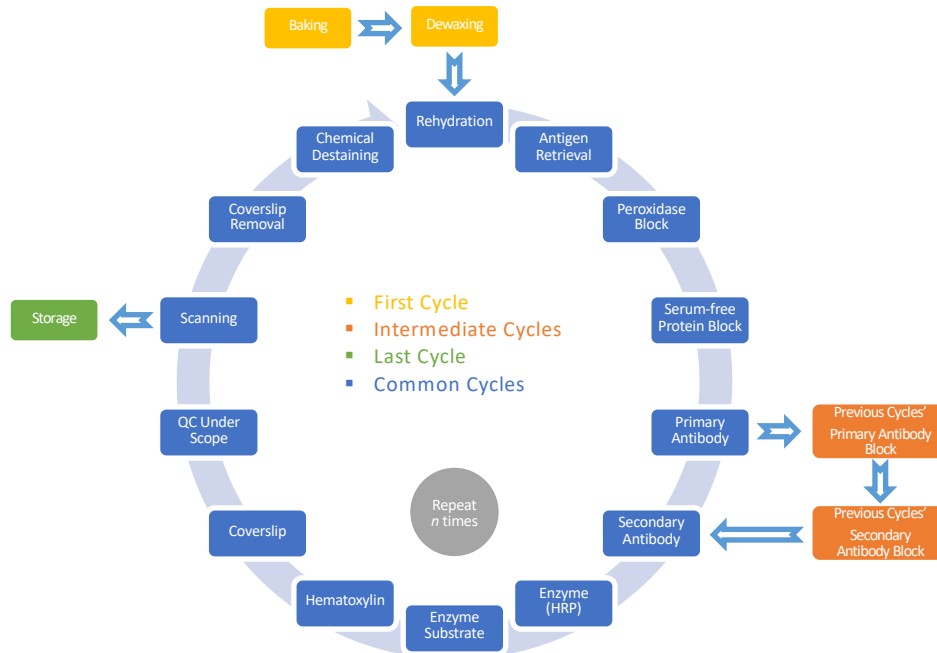 Baking
Dewaxing
Rehydration
Antigen
Retrieval
Peroxidase
Block
Serum-free
Protein Block
Primary
Antibody
Previous Cycles'
Primary Antibody
Block
Previous Cycles'
Secondary
Antibody Block
Secondary
Antibody
Enzyme
(HRP)
Enzyme
Substrate
Hematoxylin
Coverslip
QC Under
Scope
Scanning
Storage
Coverslip
Removal
Chemical
Destaining
First Cycle
Intermediate Cycles
Last Cycle
Common Cycles
Repeat
n times